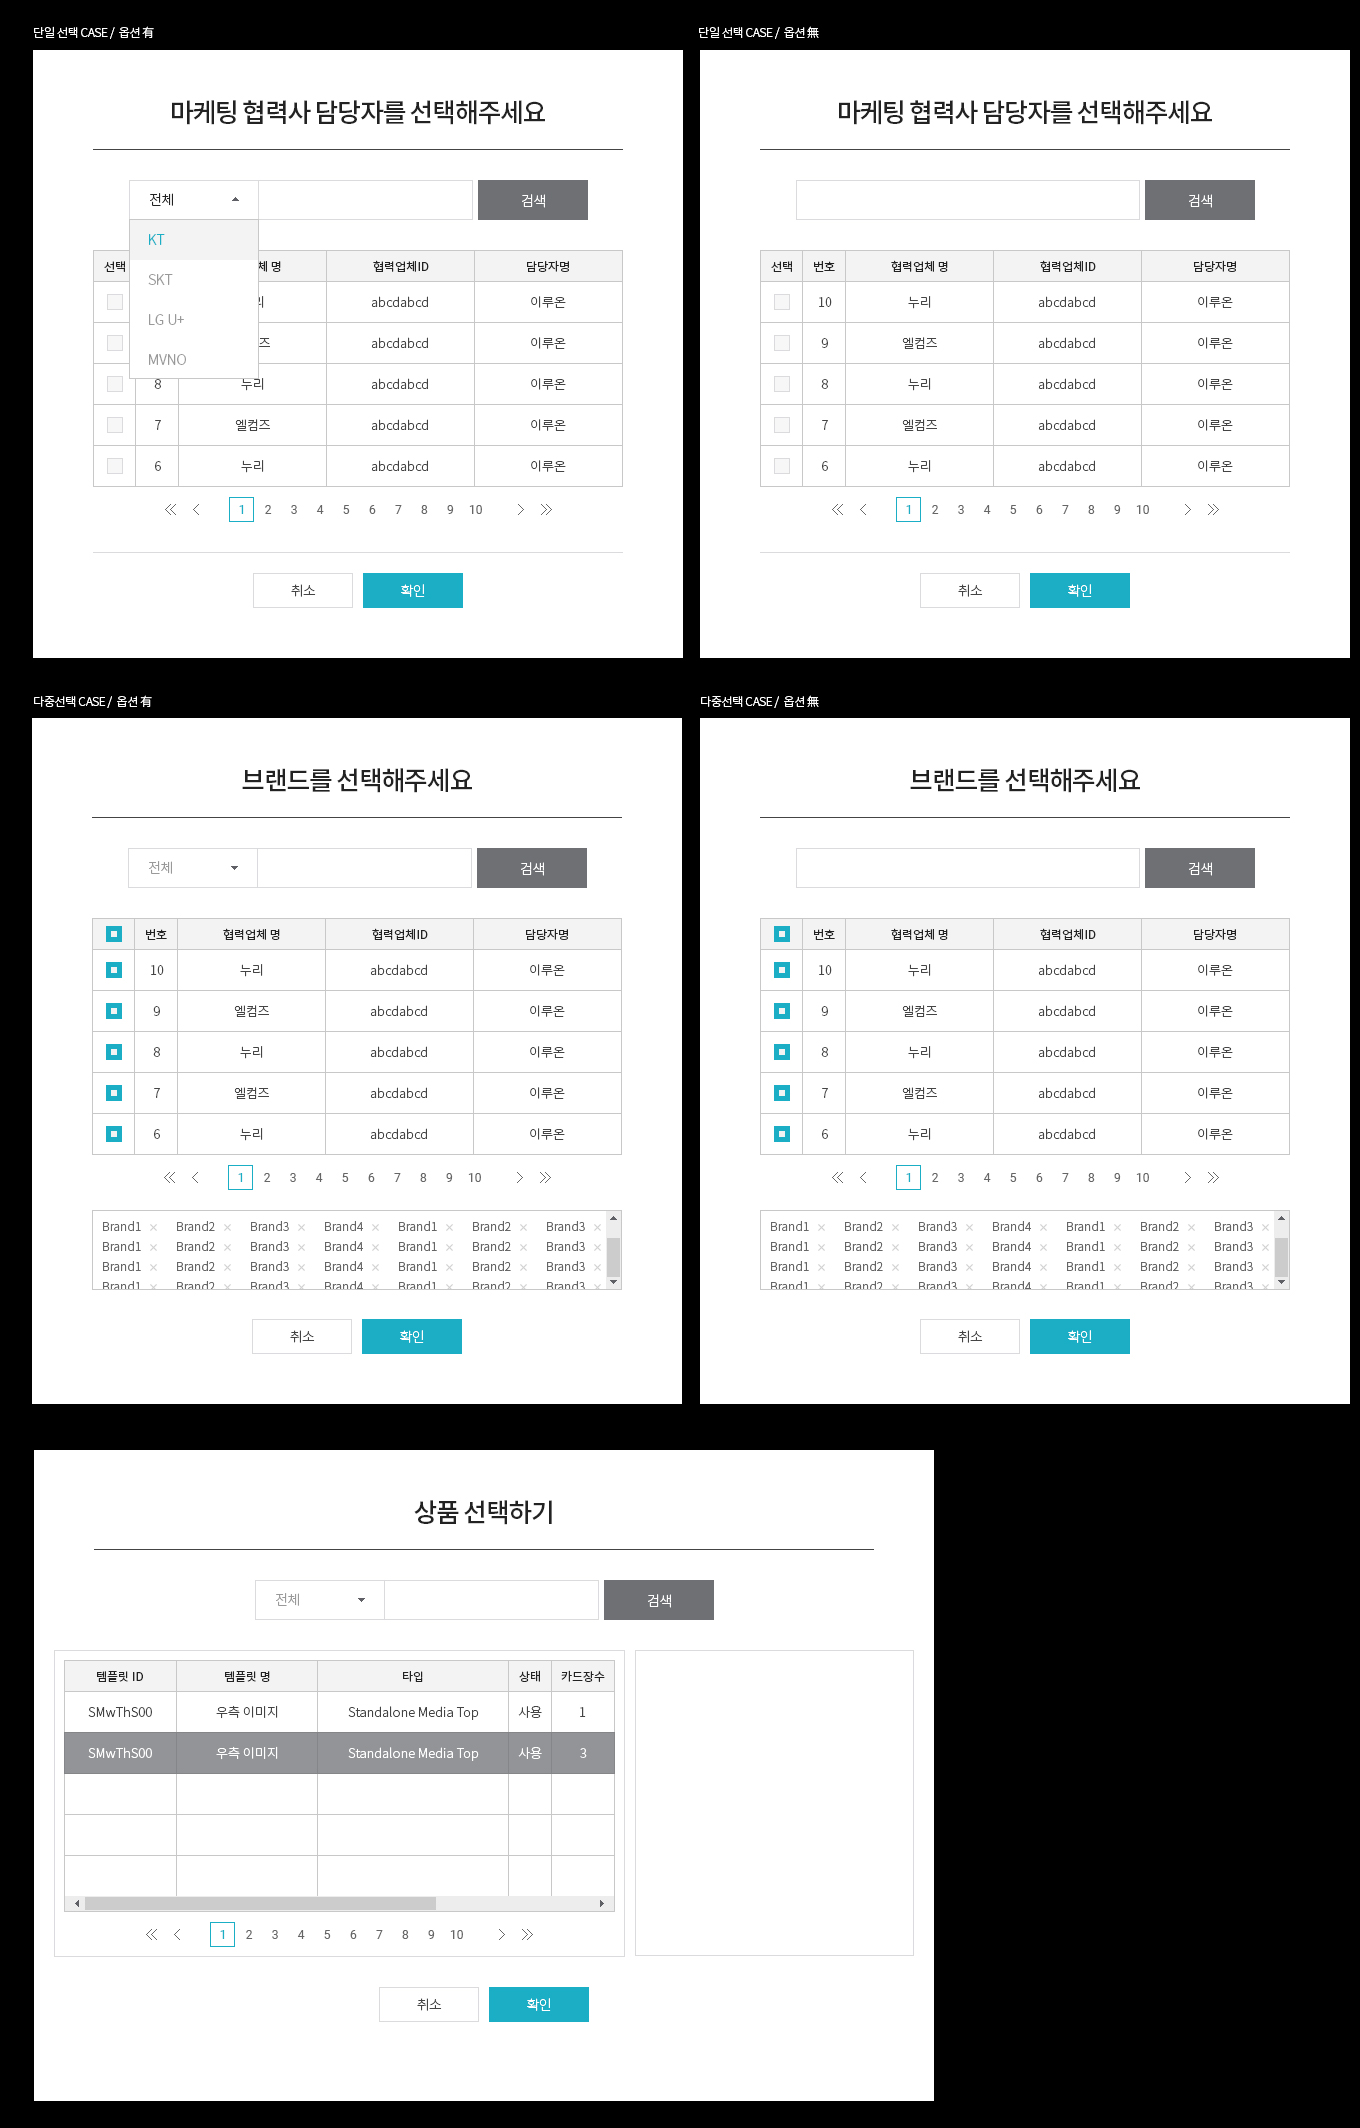 단일 선택 CASE / 옵션 有
마케팅 협력사 담당자를 선택해주세요
전체 검색
KT
SKT
LG U+
MVNO
선택 체 명 협력업체ID 담당자명
리 abcdabcd 이루온
즈 abcdabcd 이루온
8 누리 abcdabcd 이루온
7 엘컴즈 abcdabcd 이루온
6 누리 abcdabcd 이루온
1 2 3 4 5 6 7 8 9 10
취소 확인
단일 선택 CASE / 옵션 無
마케팅 협력사 담당자를 선택해주세요
검색
선택 번호 협력업체 명 협력업체ID 담당자명
10 누리 abcdabcd 이루온
9 엘컴즈 abcdabcd 이루온
8 누리 abcdabcd 이루온
7 엘컴즈 abcdabcd 이루온
6 누리 abcdabcd 이루온
1 2 3 4 5 6 7 8 9 10
취소 확인
다중선택 CASE / 옵션 有
브랜드를 선택해주세요
전체 검색
번호 협력업체 명 협력업체ID 담당자명
10 누리 abcdabcd 이루온
9 엘컴즈 abcdabcd 이루온
8 누리 abcdabcd 이루온
7 엘컴즈 abcdabcd 이루온
6 누리 abcdabcd 이루온
1 2 3 4 5 6 7 8 9 10
Brand1 Brand2 Brand3 Brand4 Brand1 Brand2 Brand3
Brand1 Brand2 Brand3 Brand4 Brand1 Brand2 Brand3
Brand1 Brand2 Brand3 Brand4 Brand1 Brand2 Brand3
Brand1 Brand2 Brand3 Brand4 Brand1 Brand2 Brand3
취소 확인
다중선택 CASE / 옵션 無
브랜드를 선택해주세요
검색
번호 협력업체 명 협력업체ID 담당자명
10 누리 abcdabcd 이루온
9 엘컴즈 abcdabcd 이루온
8 누리 abcdabcd 이루온
7 엘컴즈 abcdabcd 이루온
6 누리 abcdabcd 이루온
1 2 3 4 5 6 7 8 9 10
Brand1 Brand2 Brand3 Brand4 Brand1 Brand2 Brand3
Brand1 Brand2 Brand3 Brand4 Brand1 Brand2 Brand3
Brand1 Brand2 Brand3 Brand4 Brand1 Brand2 Brand3
Brand1 Brand2 Brand3 Brand4 Brand1 Brand2 Brand3
취소 확인
상품 선택하기
전체 검색
템플릿 ID 템플릿 명 타입 상태 카드장수
SMwThS00 우측 이미지 Standalone Media Top 사용 1
SMwThS00 우측 이미지 Standalone Media Top 사용 3
1 2 3 4 5 6 7 8 9 10
취소 확인